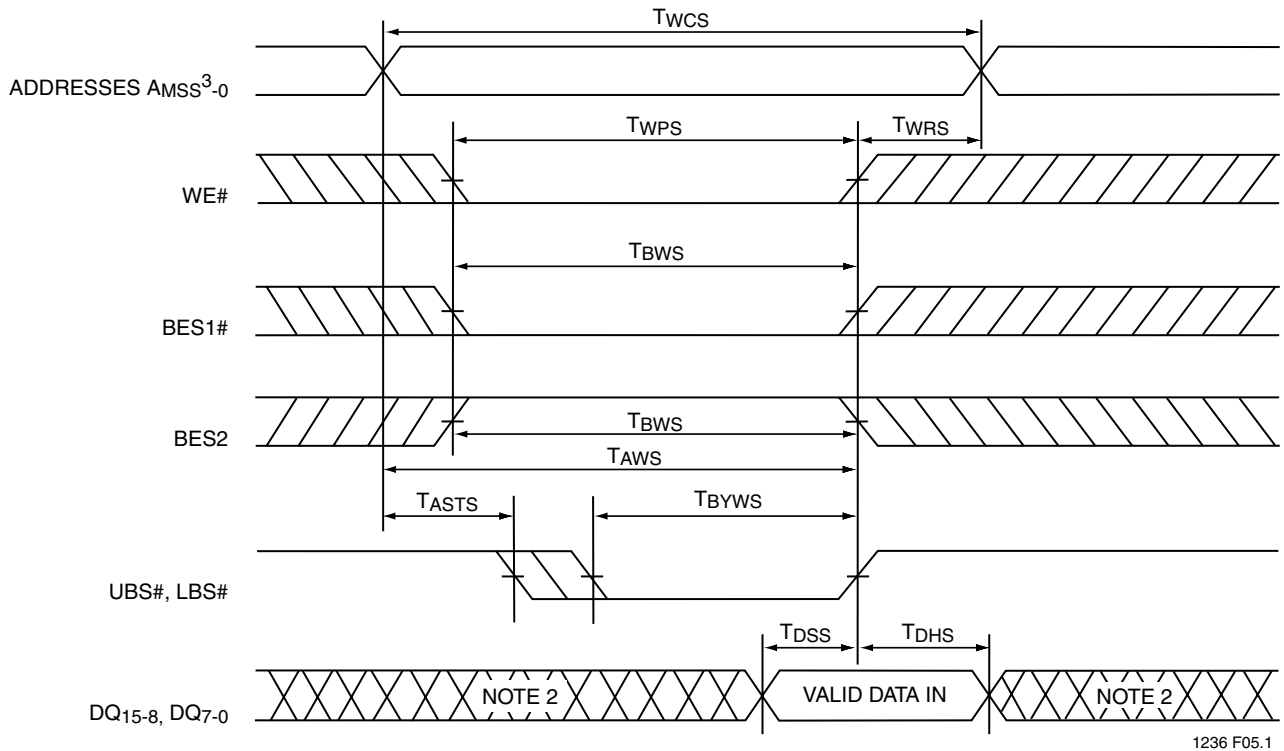 TWCS
ADDRESSES AMSS3-0
TWPS
TWRS
WE#
TBWS
BES1#
BES2
TBWS
TAWS
TASTS
TBYWS
UBS#, LBS#
TDSS
TDHS
DQ15-8, DQ7-0
NOTE 2
VALID DATA IN
NOTE 2
1236 F05.1